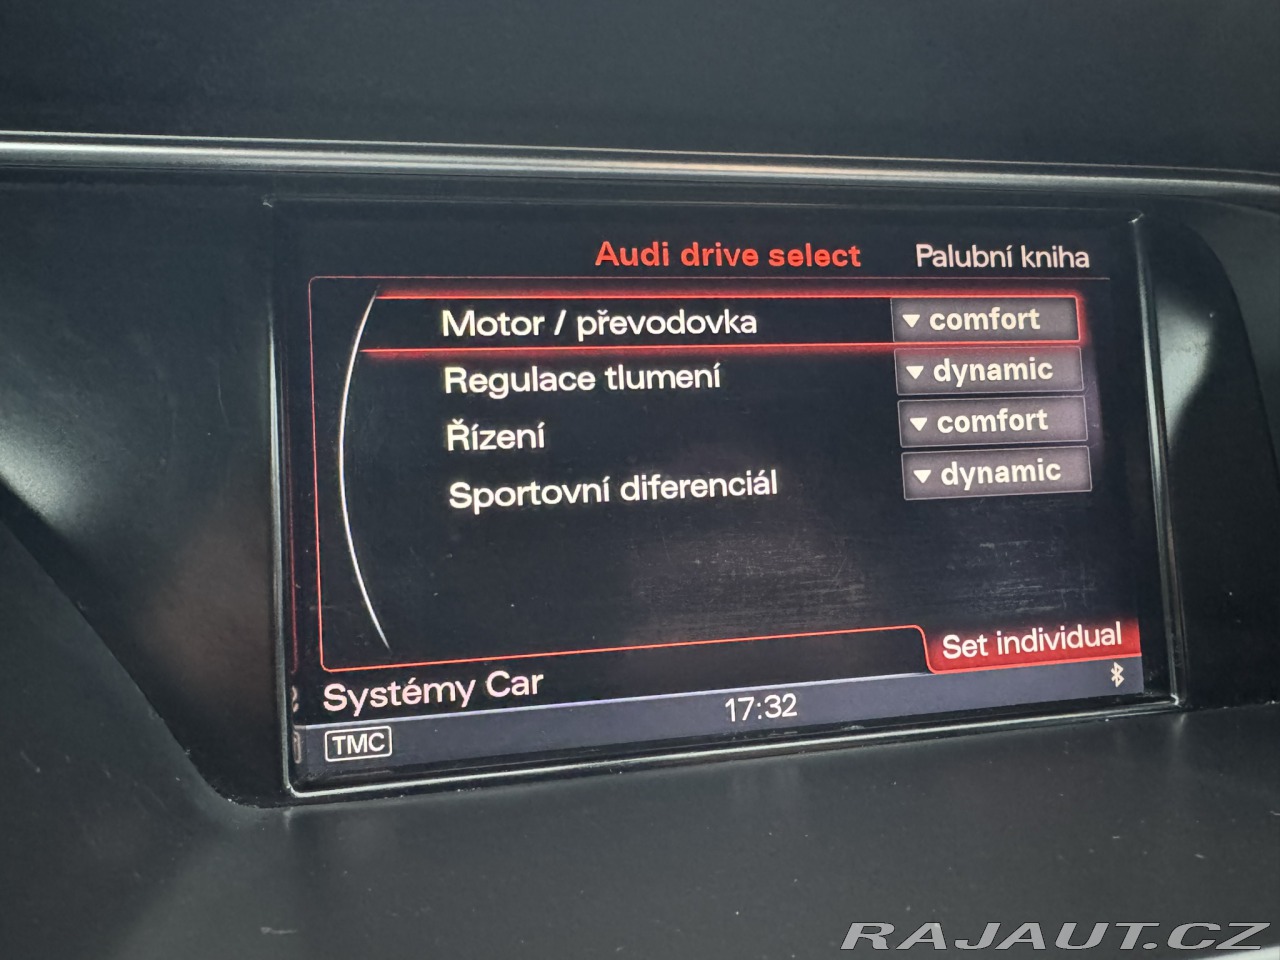 Audi drive select Palubní kniha
Motor / převodovka comfort
Regulace tlumení dynamic
Řízení comfort
Sportovní diferenciál dynamic
Set individual
Systémy Car
17:32
TMC
RAJAUT.CZ